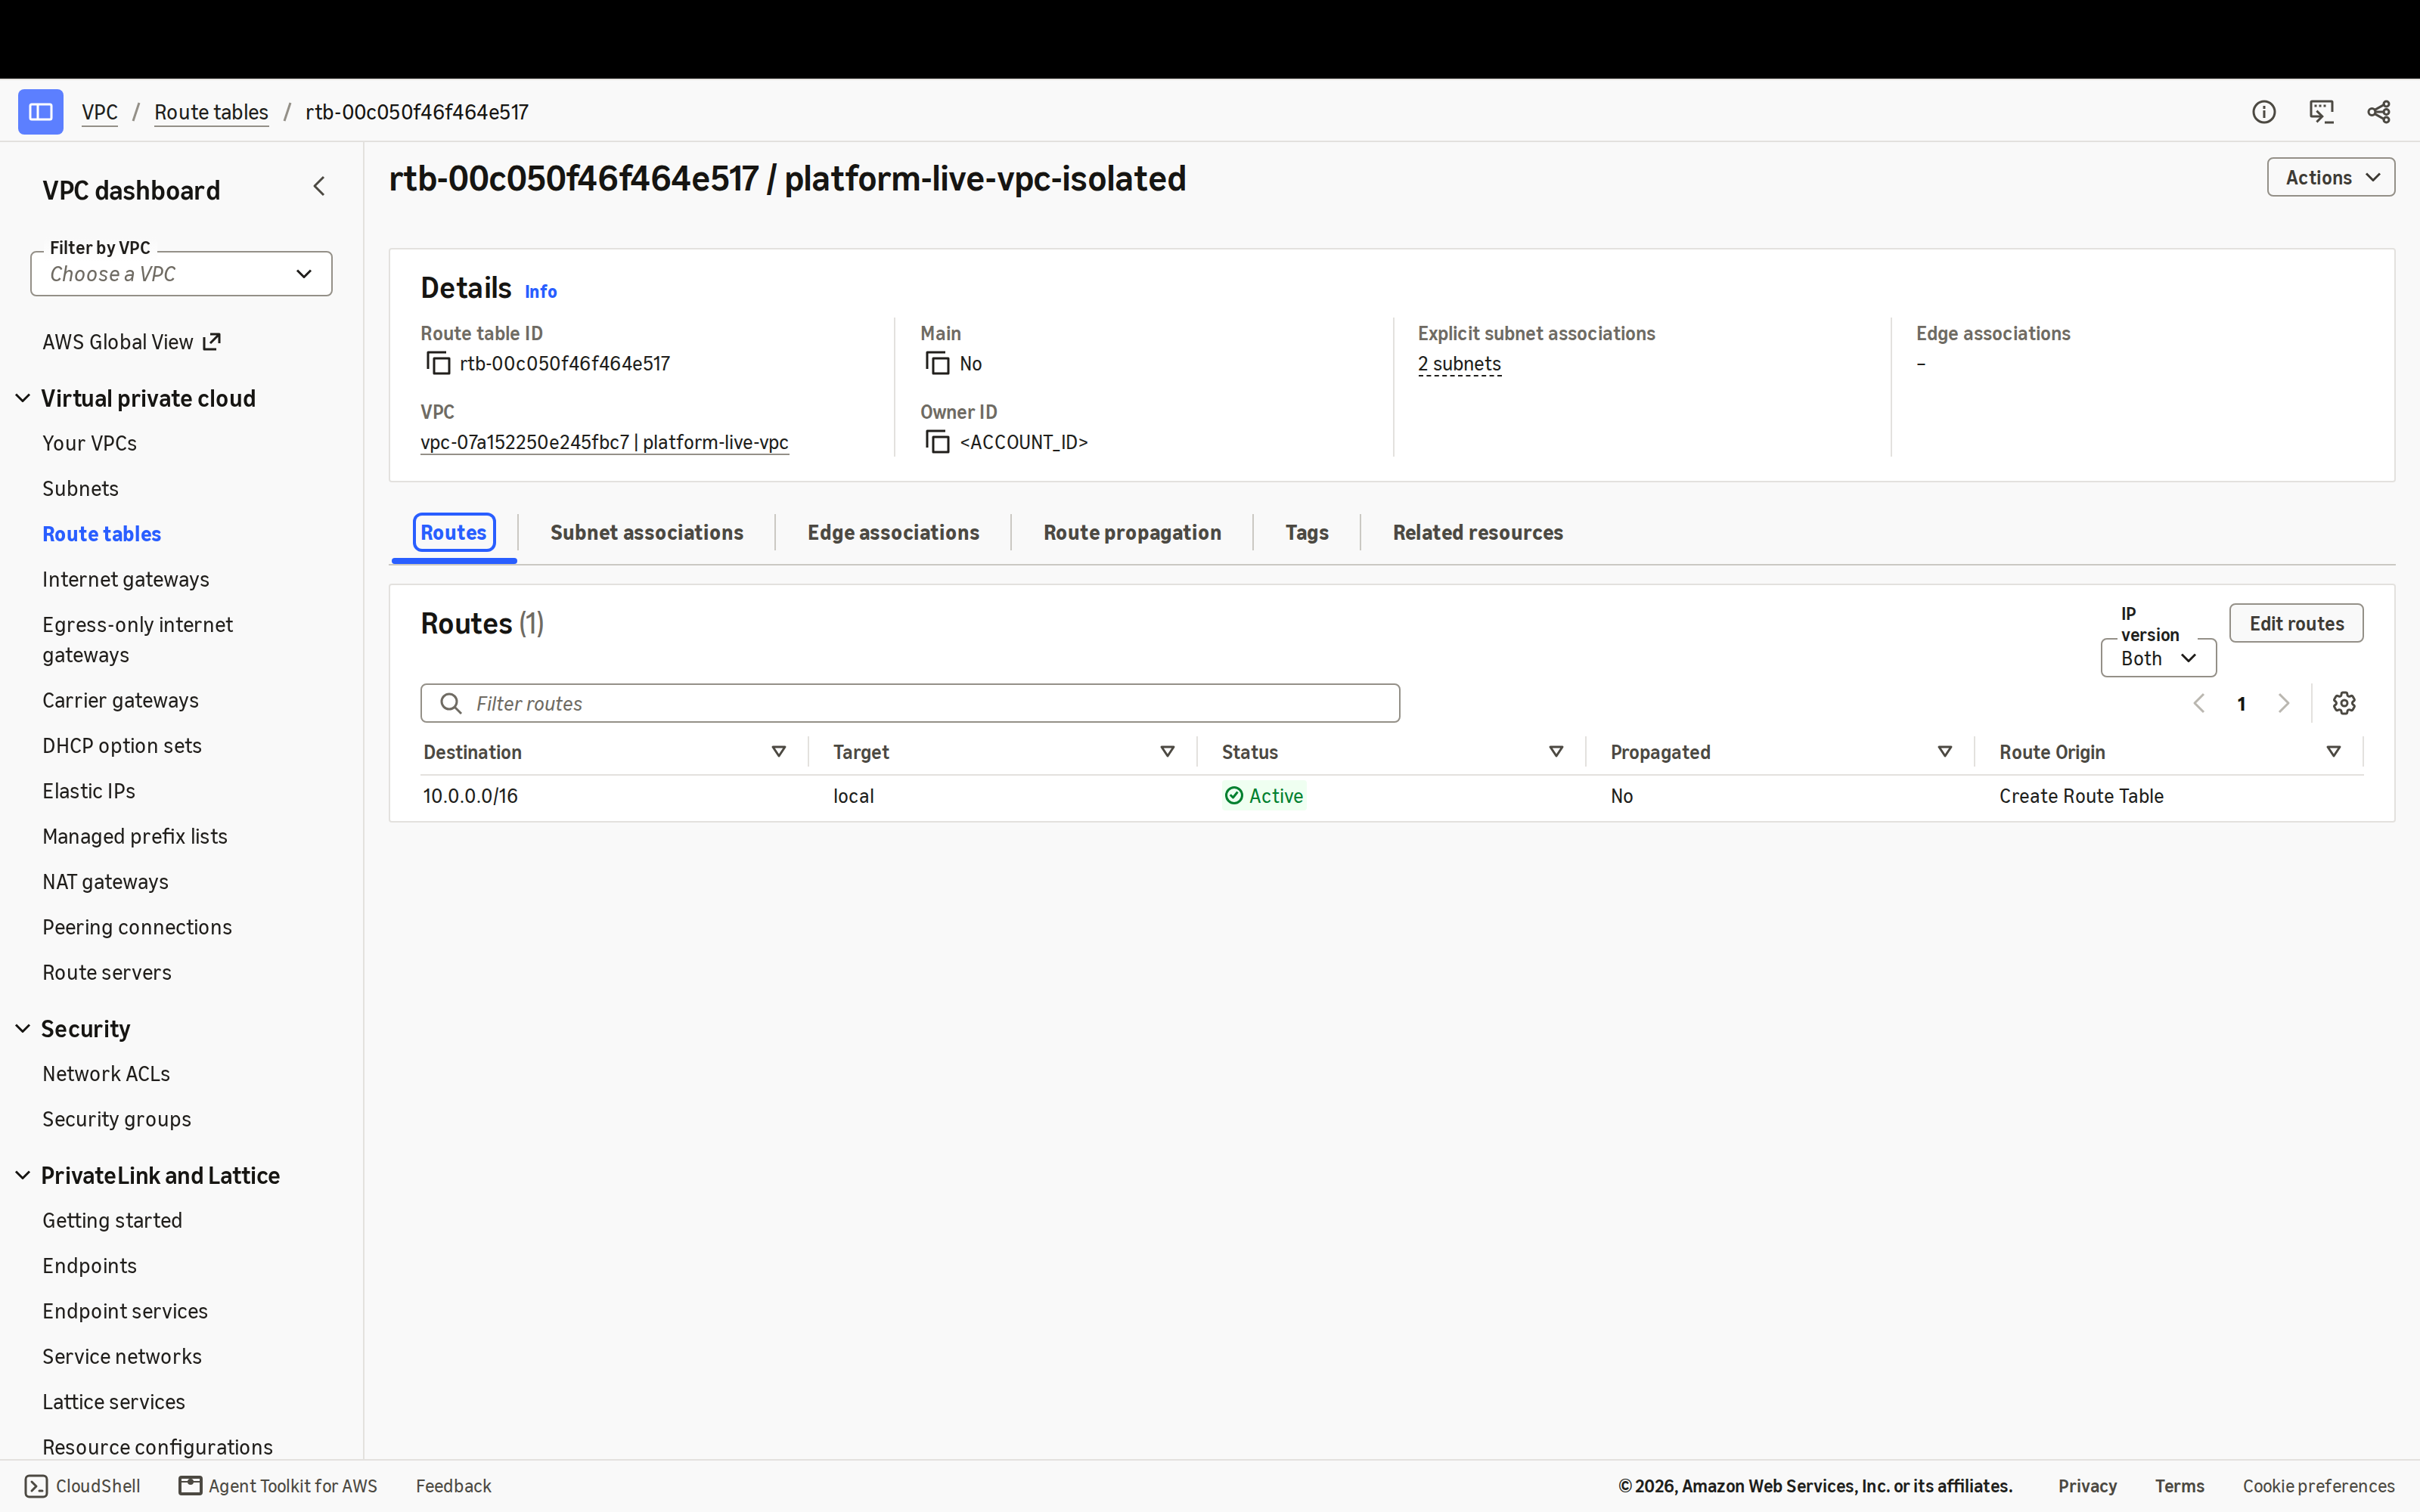 VPC / Route tables / rtb-00c050f46f464e517
VPC dashboard
Filter by VPC
Choose a VPC
AWS Global View
Virtual private cloud
Your VPCs
Subnets
Route tables
Internet gateways
Egress-only internet
gateways
Carrier gateways
DHCP option sets
Elastic IPs
Managed prefix lists
NAT gateways
Peering connections
Route servers
Security
Network ACLs
Security groups
PrivateLink and Lattice
Getting started
Endpoints
Endpoint services
Service networks
Lattice services
Resource configurations
rtb-00c050f46f464e517 / platform-live-vpc-isolated
Actions
Details Info
Route table ID
rtb-00c050f46f464e517
VPC
vpc-07a152250e245fbc7 | platform-live-vpc
Main
No
Owner ID
<ACCOUNT_ID>
Explicit subnet associations
2 subnets
Edge associations
–
Routes Subnet associations Edge associations Route propagation Tags Related resources
Routes (1)
IP
version
Both
Edit routes
Filter routes
1
Destination Target Status Propagated Route Origin
10.0.0.0/16 local Active No Create Route Table
CloudShell Agent Toolkit for AWS Feedback
© 2026, Amazon Web Services, Inc. or its affiliates. Privacy Terms Cookie preferences